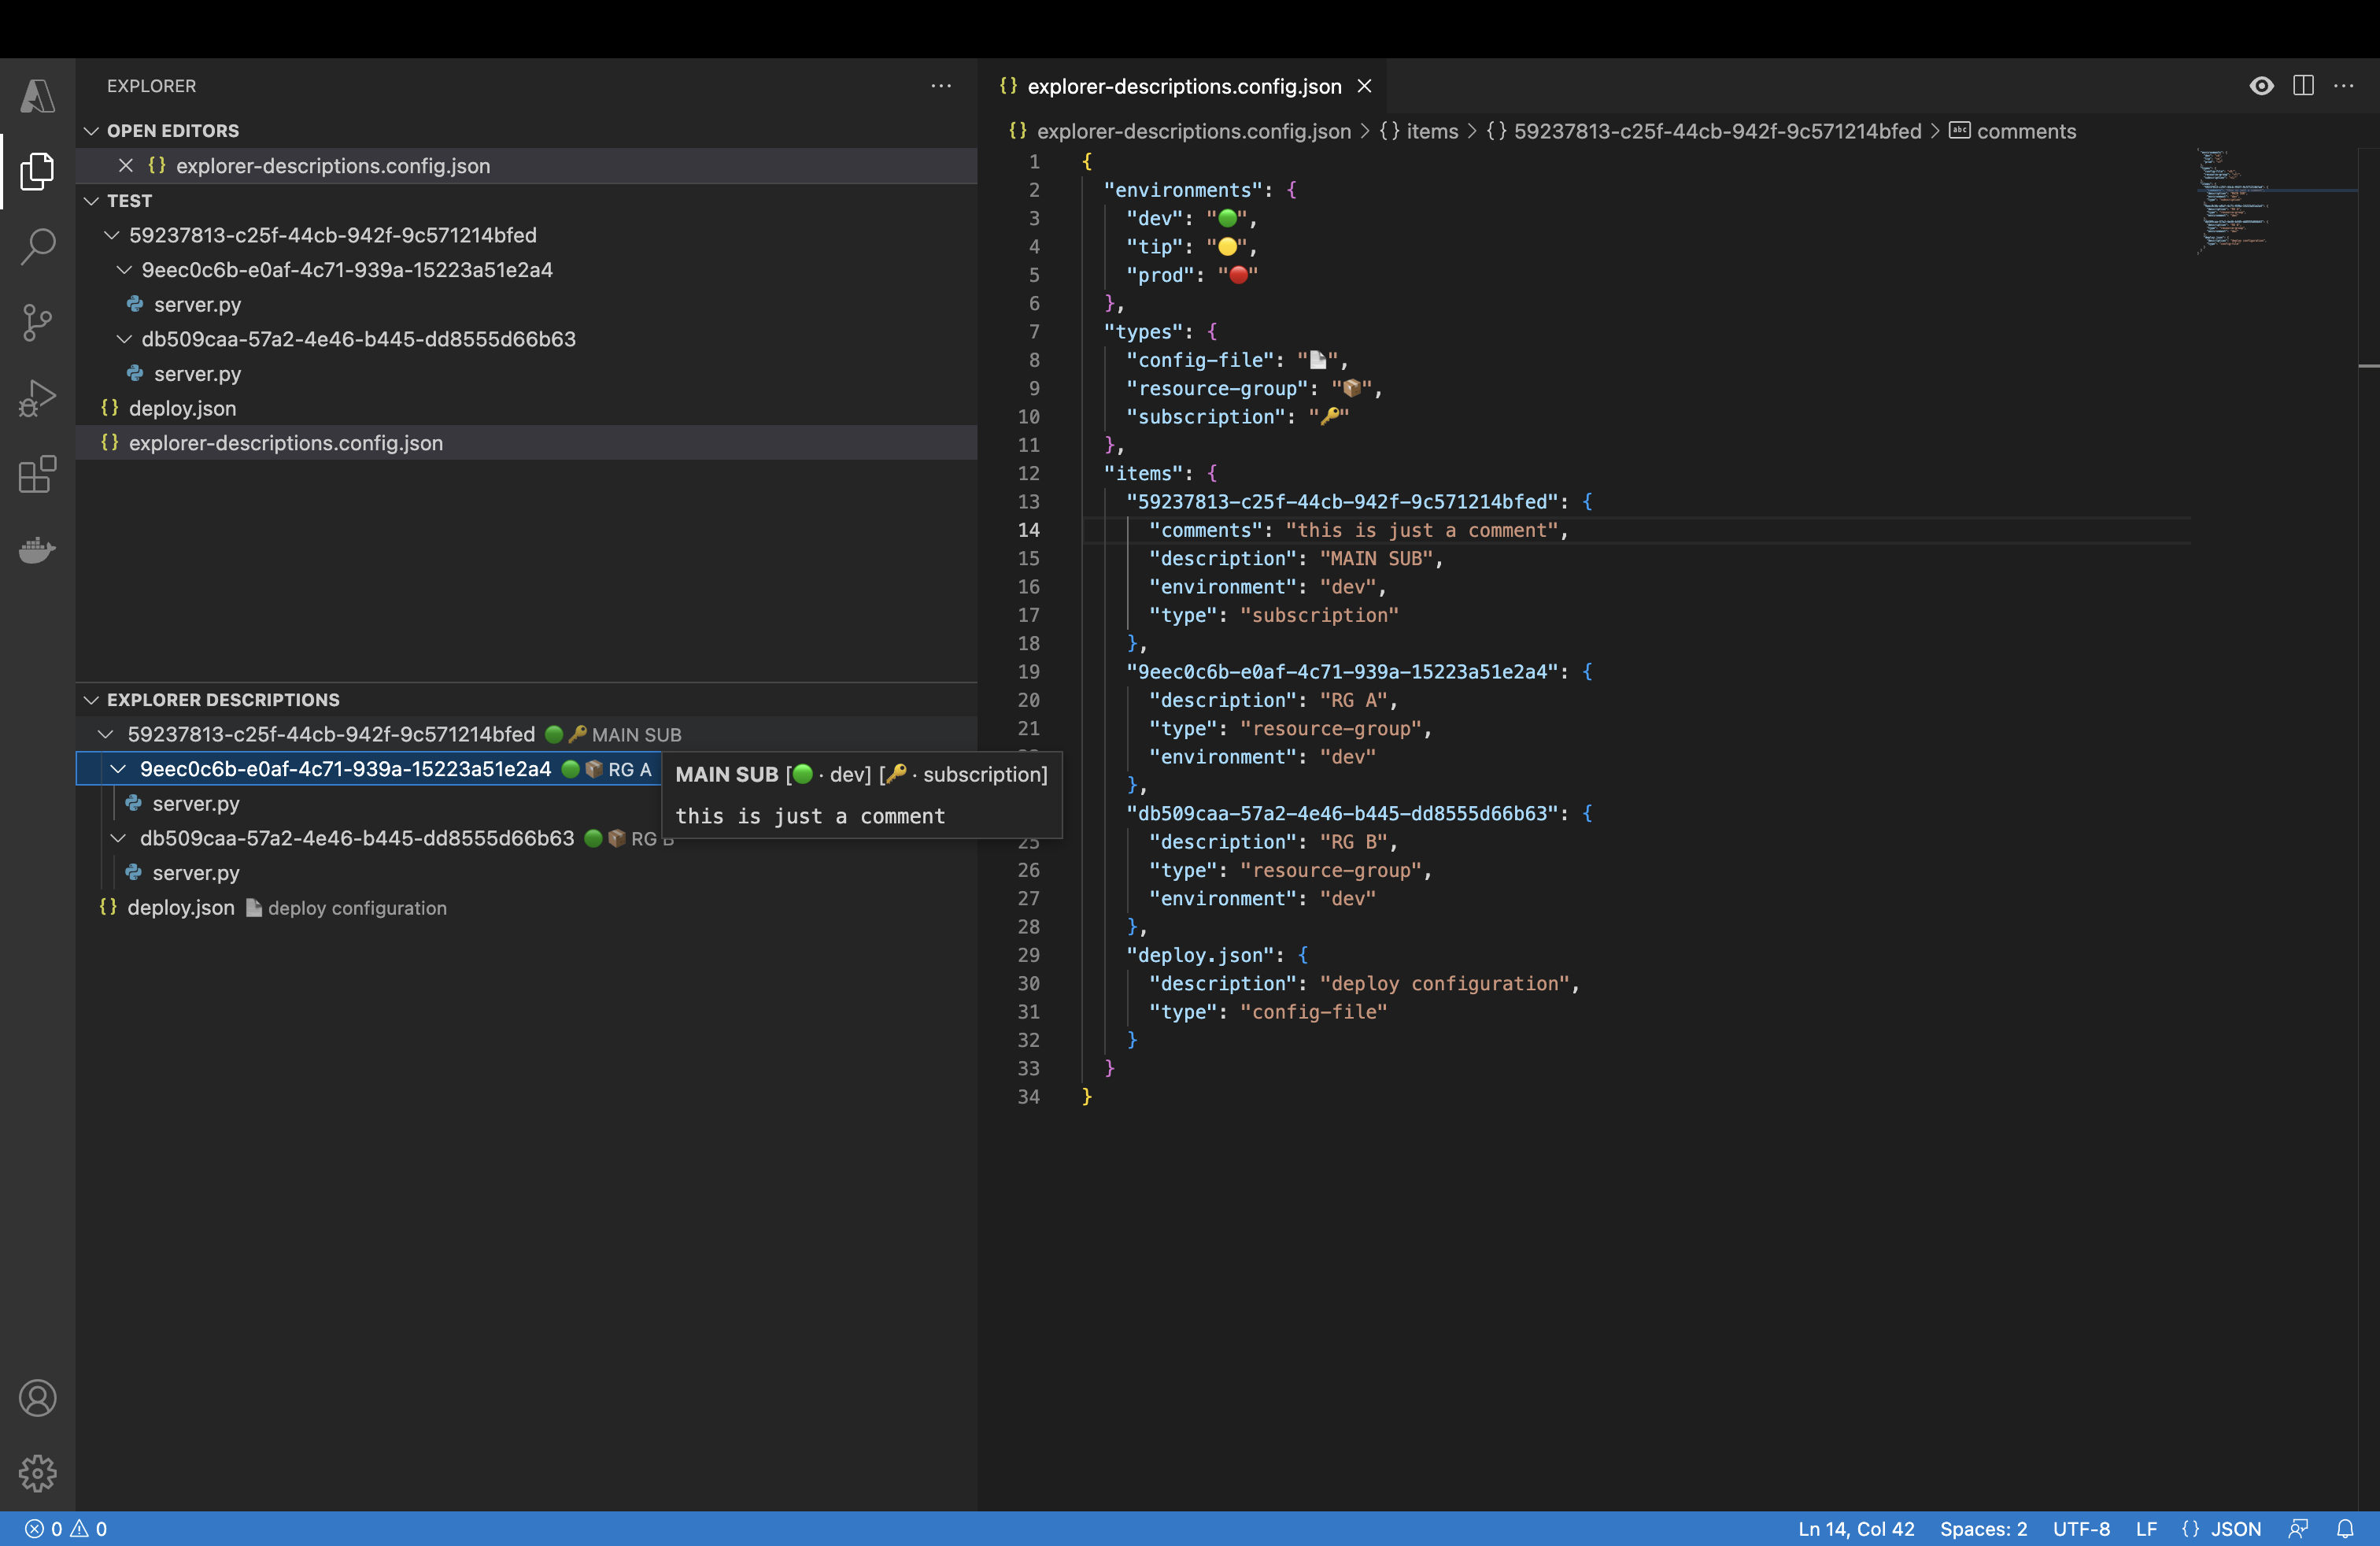 EXPLORER
OPEN EDITORS
explorer-descriptions.config.json
TEST
59237813-c25f-44cb-942f-9c571214bfed
9eec0c6b-e0af-4c71-939a-15223a51e2a4
server.py
db509caa-57a2-4e46-b445-dd8555d66b63
server.py
{} deploy.json
{} explorer-descriptions.config.json
EXPLORER DESCRIPTIONS
59237813-c25f-44cb-942f-9c571214bfed 🟢 🔑 MAIN SUB
9eec0c6b-e0af-4c71-939a-15223a51e2a4 🟢 📦 RG A
server.py
db509caa-57a2-4e46-b445-dd8555d66b63 🟢 📦 RG B
server.py
{} deploy.json 📄 deploy configuration
MAIN SUB [🟢 · dev] [🔑 · subscription]
this is just a comment
{} explorer-descriptions.config.json
{} explorer-descriptions.config.json > {} items > {} 59237813-c25f-44cb-942f-9c571214bfed > abc comments
1 {
2 "environments": {
3 "dev": "🟢",
4 "tip": "🟡",
5 "prod": "🔴"
6 },
7 "types": {
8 "config-file": "📄",
9 "resource-group": "📦",
10 "subscription": "🔑"
11 },
12 "items": {
13 "59237813-c25f-44cb-942f-9c571214bfed": {
14 "comments": "this is just a comment",
15 "description": "MAIN SUB",
16 "environment": "dev",
17 "type": "subscription"
18 },
19 "9eec0c6b-e0af-4c71-939a-15223a51e2a4": {
20 "description": "RG A",
21 "type": "resource-group",
"environment": "dev"
},
"db509caa-57a2-4e46-b445-dd8555d66b63": {
25 "description": "RG B",
26 "type": "resource-group",
27 "environment": "dev"
28 },
29 "deploy.json": {
30 "description": "deploy configuration",
31 "type": "config-file"
32 }
33 }
34 }
0 0
Ln 14, Col 42 Spaces: 2 UTF-8 LF {} JSON